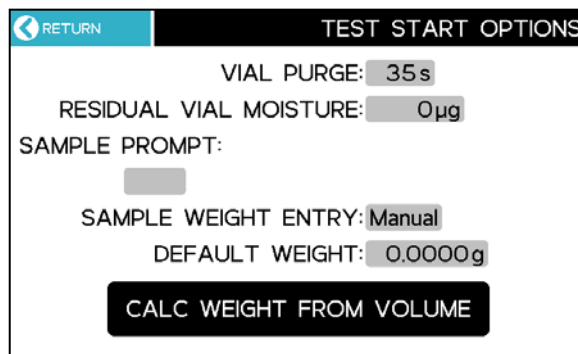 RETURN
TEST START OPTIONS
VIAL PURGE: 35s
RESIDUAL VIAL MOISTURE: 0µg
SAMPLE PROMPT:
SAMPLE WEIGHT ENTRY: Manual
DEFAULT WEIGHT: 0.0000g
CALC WEIGHT FROM VOLUME